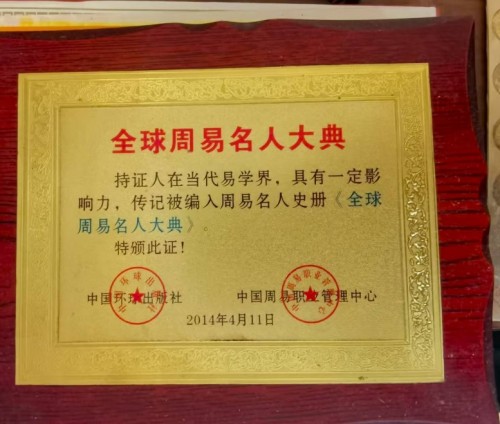 全球周易名人大典
持证人在当代易学界，具有一定影
响力，传记被编入周易名人史册《全球
周易名人大典》。
特颁此证！
中国环球出版社 中国周易职业管理中心
2014年4月11日